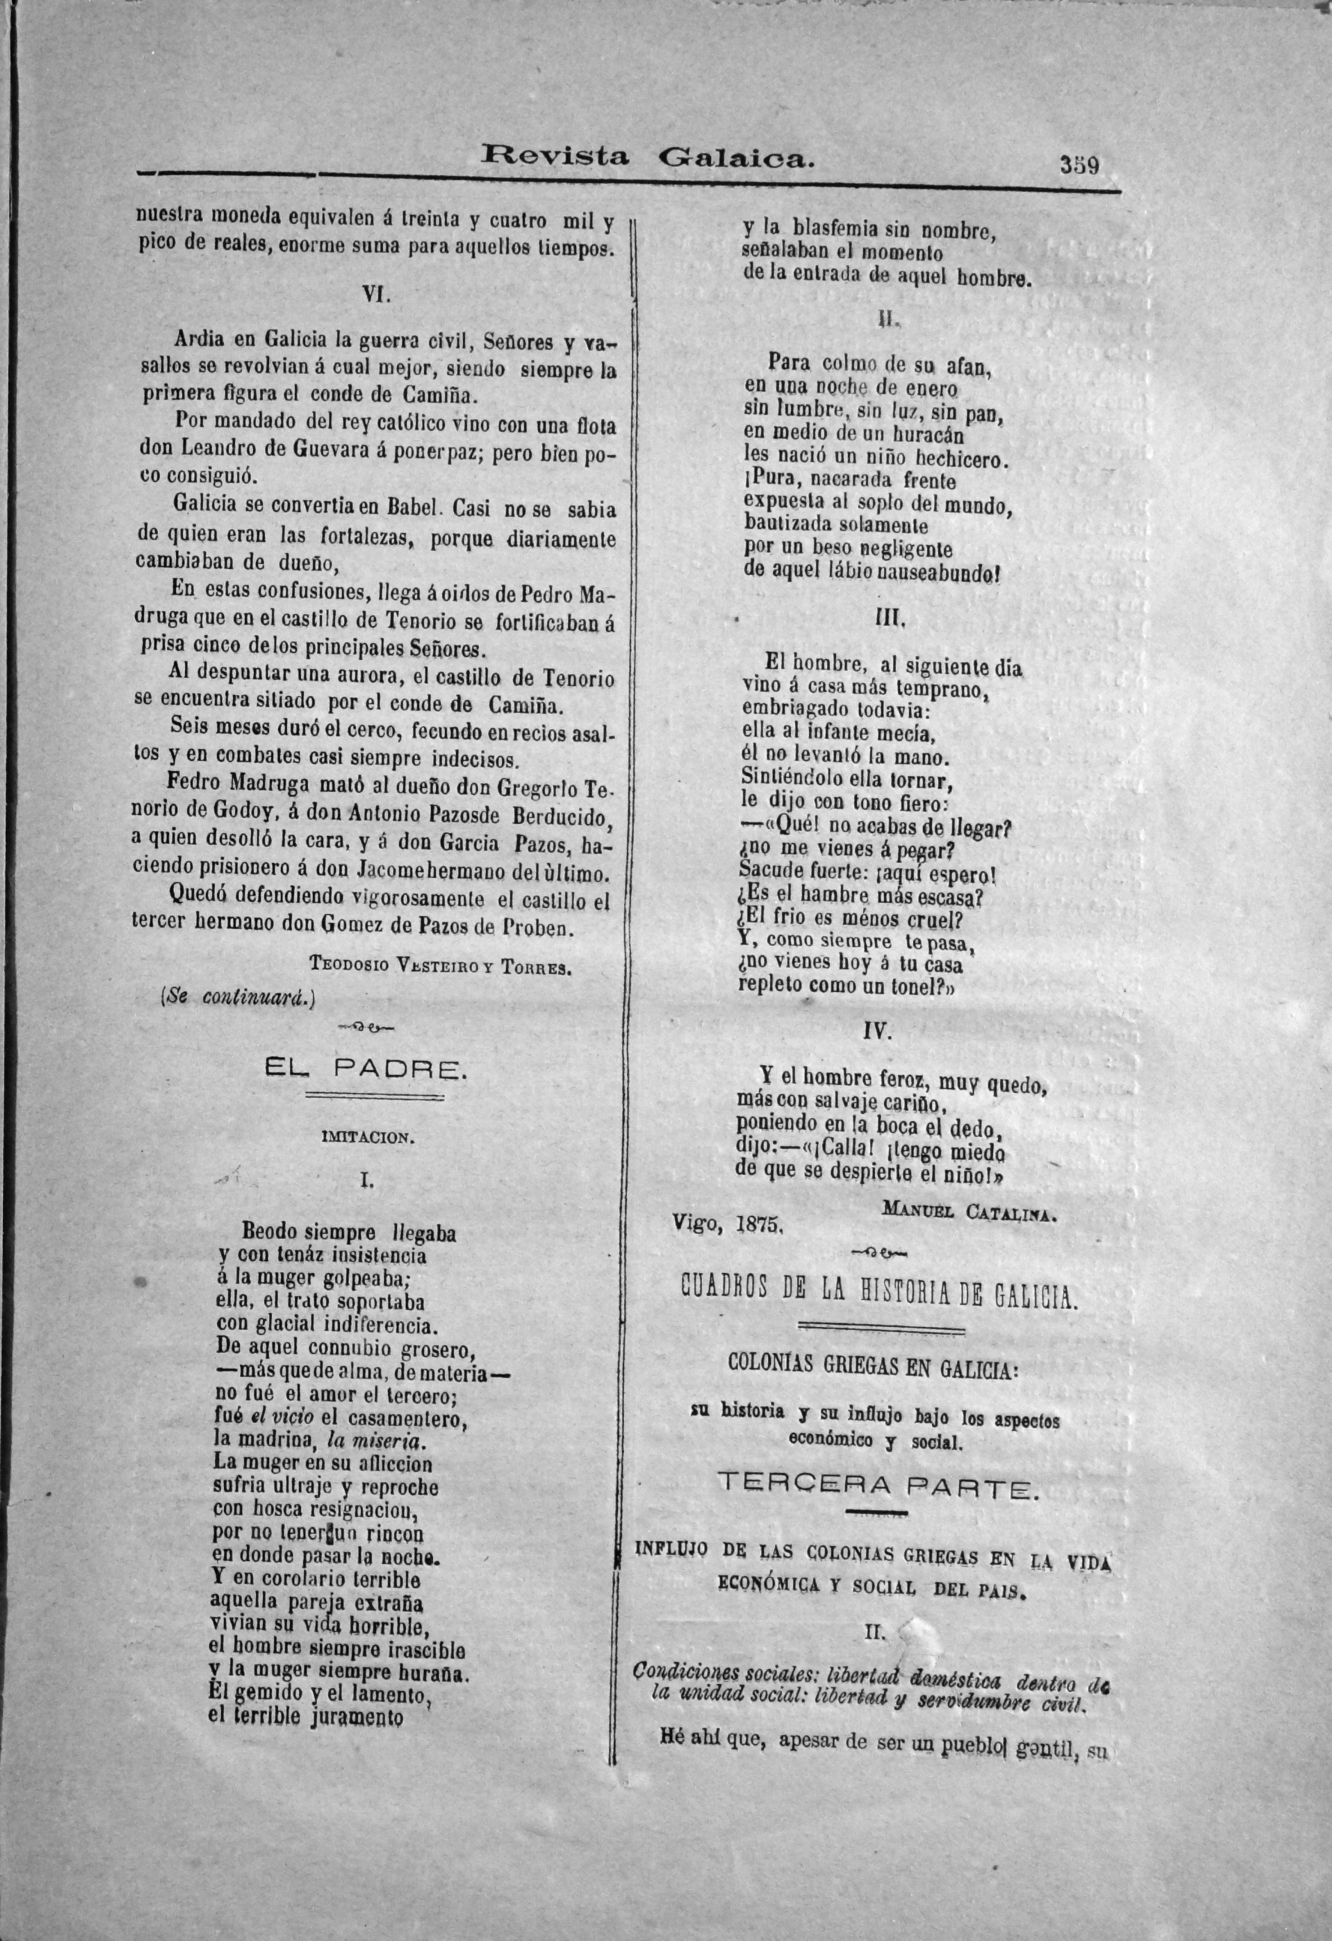 Revista Galaica.
359
nuestra moneda equivalen á treinta y cuatro mil y
pico de reales, enorme suma para aquellos tiempos.
VI.
Ardia en Galicia la guerra civil, Señores y va-
sallos se revolvian á cual mejor, siendo siempre la
primera figura el conde de Camiña.
Por mandado del rey católico vino con una flota
don Leandro de Guevara á poner paz; pero bien po-
co consiguió.
Galicia se convertia en Babel. Casi no se sabia
de quien eran las fortalezas, porque diariamente
cambiaban de dueño,
En estas confusiones, llega á oidos de Pedro Ma-
druga que en el castillo de Tenorio se fortificaban á
prisa cinco de los principales Señores.
Al despuntar una aurora, el castillo de Tenorio
se encuentra sitiado por el conde de Camiña.
Seis meses duró el cerco, fecundo en recios asal-
tos y en combates casi siempre indecisos.
Fedro Madruga mató al dueño don Gregorio Te-
norio de Godoy, á don Antonio Pazosde Berducido,
a quien desolló la cara, y á don Garcia Pazos, ha-
ciendo prisionero á don Jacome hermano del ùltimo.
Quedó defendiendo vigorosamente el castillo el
tercer hermano don Gomez de Pazos de Proben.
TEODOSIO VESTEIRO Y TORRES.
(Se continuará.)
EL PADRE.
IMITACION.
I.
Beodo siempre llegaba
y con tenáz insistencia
á la muger golpeaba;
ella, el trato soportaba
con glacial indiferencia.
De aquel connubio grosero,
—más que de alma, de materia—
no fué el amor el tercero;
fué el vicio el casamentero,
la madrina, la miseria.
La muger en su afliccion
sufria ultraje y reproche
con hosca resignacion,
por no tener un rincon
en donde pasar la noche.
Y en corolario terrible
aquella pareja extraña
vivian su vida horrible,
el hombre siempre irascible
y la muger siempre huraña.
El gemido y el lamento,
el terrible juramento
y la blasfemia sin nombre,
señalaban el momento
de la entrada de aquel hombre.
II.
Para colmo de su afan,
en una noche de enero
sin lumbre, sin luz, sin pan,
en medio de un huracán
les nació un niño hechicero.
¡Pura, nacarada frente
expuesta al soplo del mundo,
bautizada solamente
por un beso negligente
de aquel lábio nauseabundo!
III.
El hombre, al siguiente dia
vino á casa más temprano,
embriagado todavia:
ella al infante mecía,
él no levantó la mano.
Sintiéndolo ella tornar,
le dijo con tono fiero:
—«Qué! no acabas de llegar?
¿no me vienes á pegar?
Sacude fuerte: ¡aquí espero!
¿Es el hambre más escasa?
¿El frio es ménos cruel?
Y, como siempre te pasa,
¿no vienes hoy á tu casa
repleto como un tonel?»
IV.
Y el hombre feroz, muy quedo,
más con salvaje cariño,
poniendo en la boca el dedo,
dijo:—«¡Calla! ¡tengo miedo
de que se despierte el niño!»
MANUEL CATALINA.
Vigo, 1875.
CUADROS DE LA HISTORIA DE GALICIA.
COLONIAS GRIEGAS EN GALICIA:
su historia y su influjo bajo los aspectos
económico y social.
TERCERA PARTE.
INFLUJO DE LAS COLONIAS GRIEGAS EN LA VIDA
ECONÓMICA Y SOCIAL DEL PAIS.
II.
Condiciones sociales: libertad doméstica dentro de
la unidad social: libertad y servidumbre civil.
Hé ahí que, apesar de ser un pueblo gentil, su